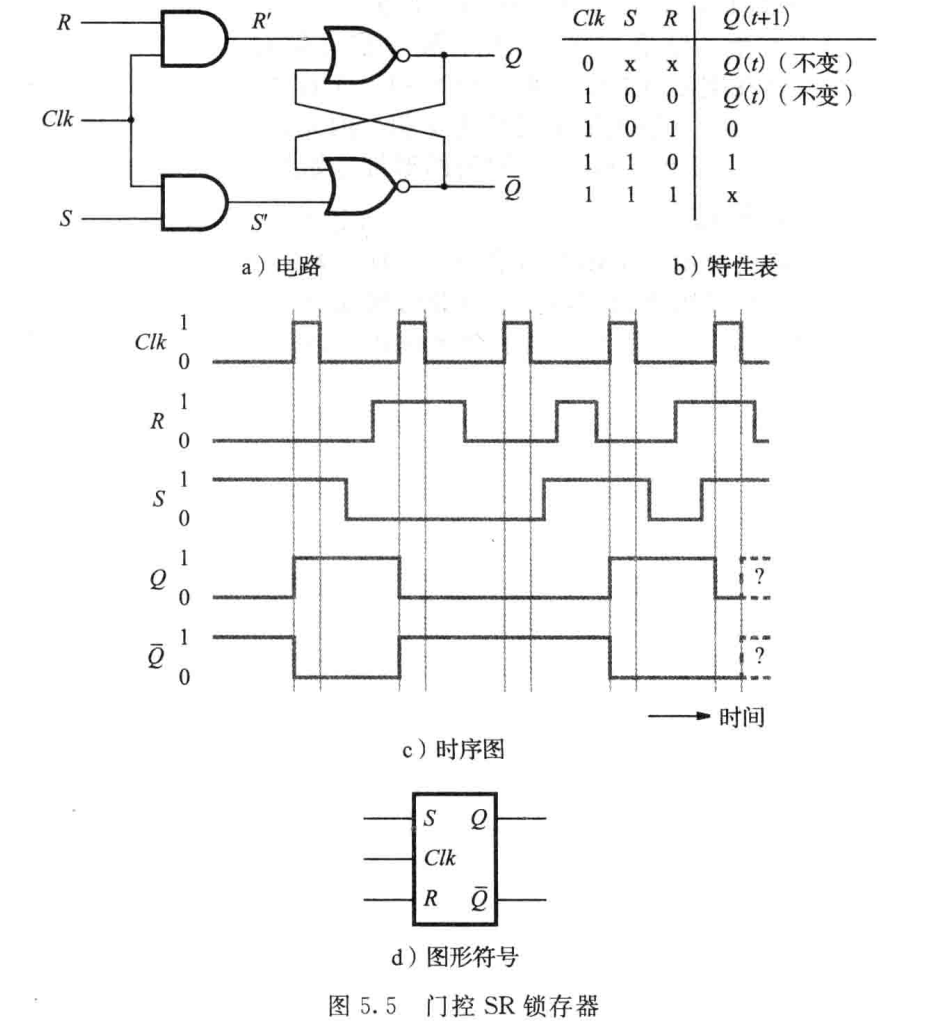 R
R′
Q
Clk
S
S′
Q̄
a）电路
Clk S R Q(t+1)
0 x x Q(t)（不变）
1 0 0 Q(t)（不变）
1 0 1 0
1 1 0 1
1 1 1 x
b）特性表
Clk 1
0
R 1
0
S 1
0
Q 1
0
?
Q̄ 1
0
?
时间
c）时序图
S Q
Clk
R Q̄
d）图形符号
图 5.5 门控 SR 锁存器